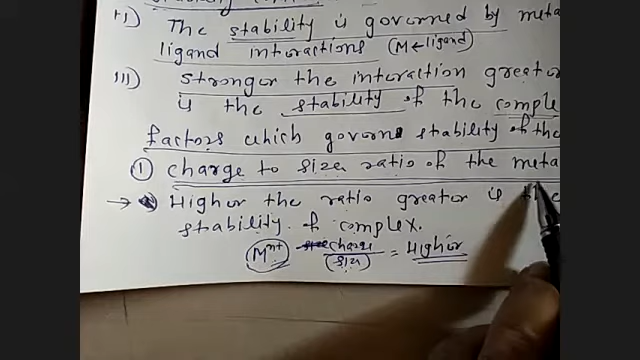 ii) The stability is governed by meta
ligand interactions (M←ligand)
iii) Stronger the interaction greater
is the stability of the comple
factors which governs stability of the
① charge to size ratio of the meta
→ Higher the ratio greater is the
stability of complex.
Mⁿ⁺ charge/(size) = Higher